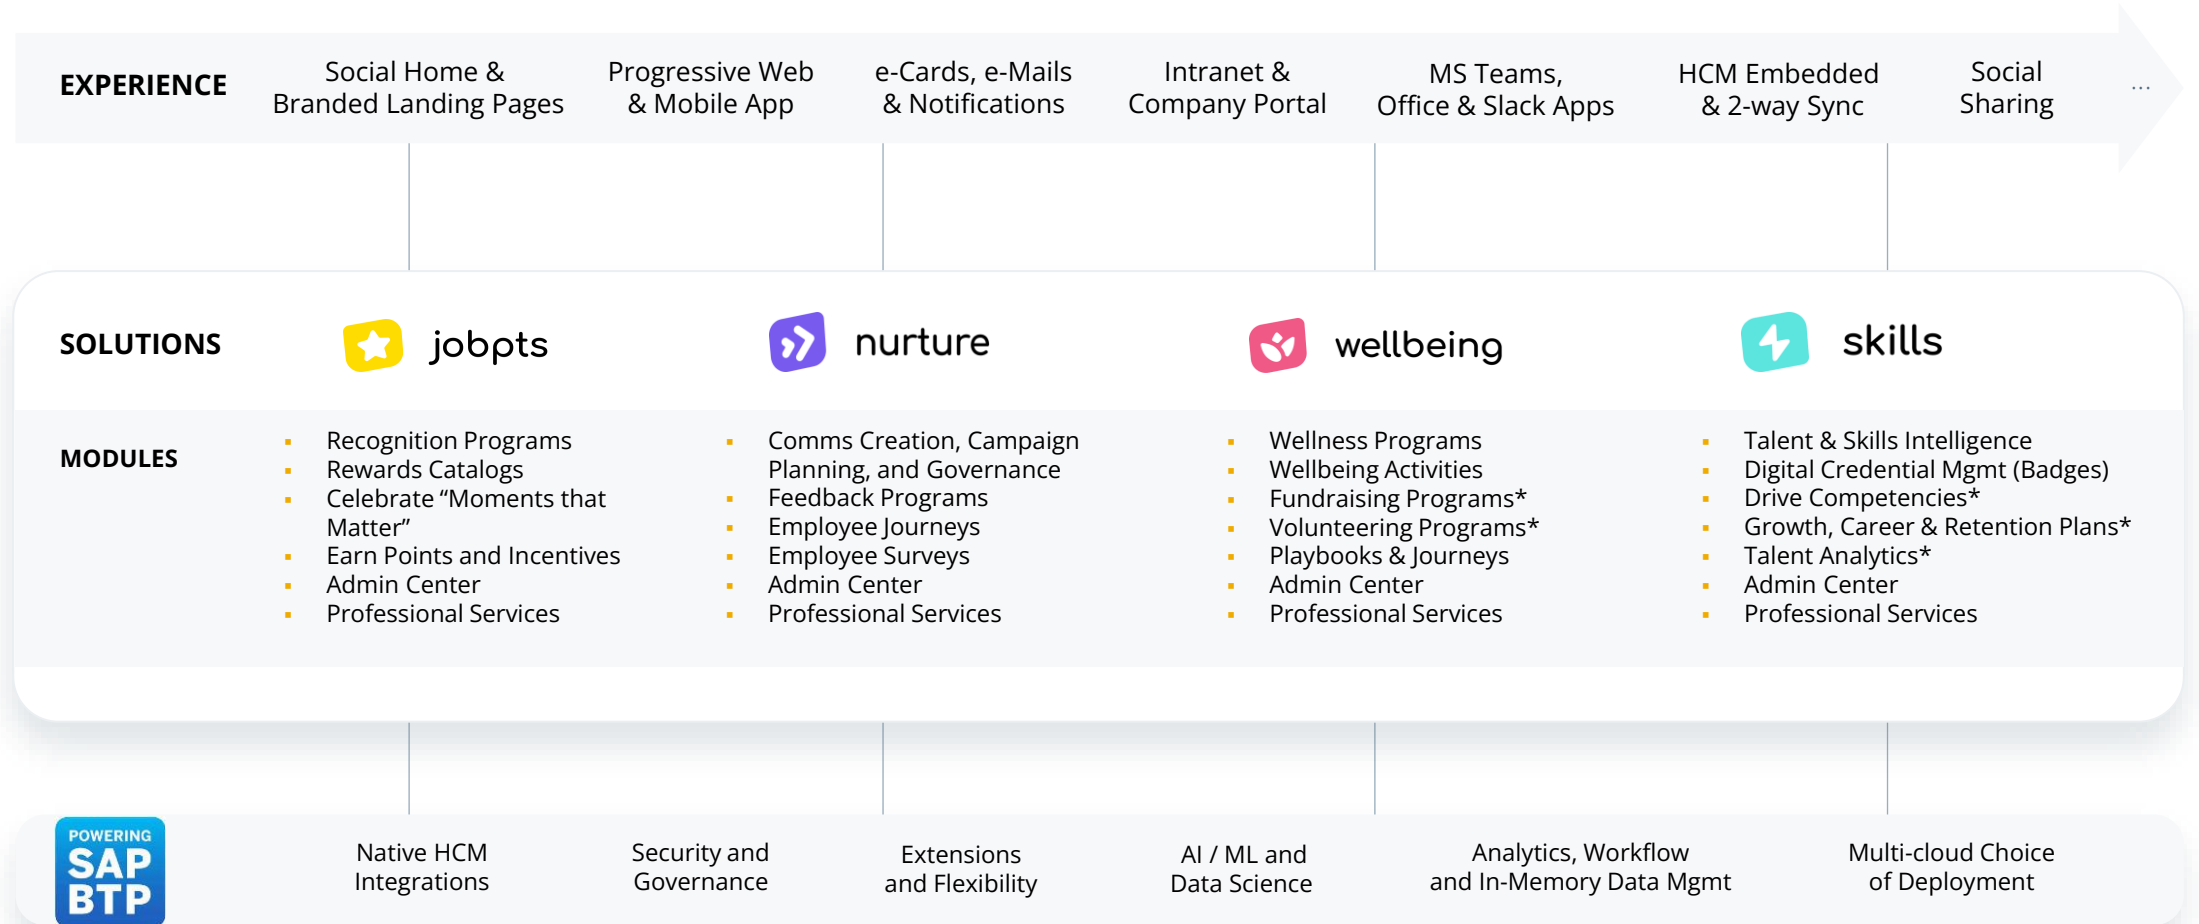 EXPERIENCE
Social Home &
Branded Landing Pages
Progressive Web
& Mobile App
e-Cards, e-Mails
& Notifications
Intranet &
Company Portal
MS Teams,
Office & Slack Apps
HCM Embedded
& 2-way Sync
Social
Sharing
...
SOLUTIONS
jobpts
nurture
wellbeing
skills
MODULES
▪ Recognition Programs
▪ Rewards Catalogs
▪ Celebrate “Moments that
Matter”
▪ Earn Points and Incentives
▪ Admin Center
▪ Professional Services
▪ Comms Creation, Campaign
Planning, and Governance
▪ Feedback Programs
▪ Employee Journeys
▪ Employee Surveys
▪ Admin Center
▪ Professional Services
▪ Wellness Programs
▪ Wellbeing Activities
▪ Fundraising Programs*
▪ Volunteering Programs*
▪ Playbooks & Journeys
▪ Admin Center
▪ Professional Services
▪ Talent & Skills Intelligence
▪ Digital Credential Mgmt (Badges)
▪ Drive Competencies*
▪ Growth, Career & Retention Plans*
▪ Talent Analytics*
▪ Admin Center
▪ Professional Services
POWERING
SAP
BTP
Native HCM
Integrations
Security and
Governance
Extensions
and Flexibility
AI / ML and
Data Science
Analytics, Workflow
and In-Memory Data Mgmt
Multi-cloud Choice
of Deployment